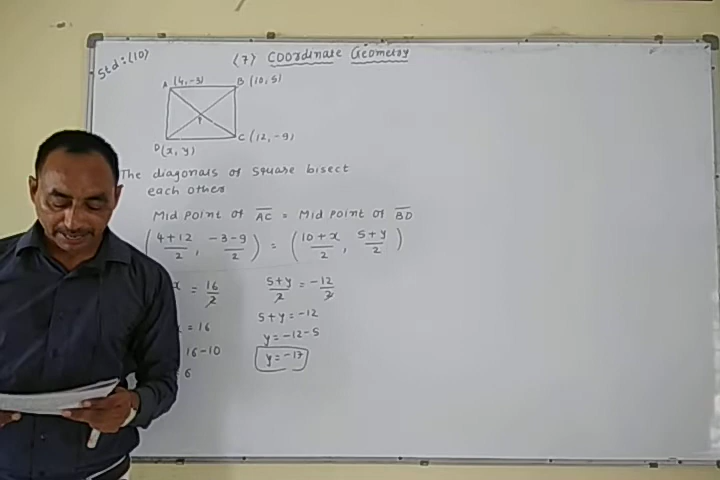 Std:(10)
(7) Coordinate Geometry
A (4,-3) B (10,5)
P
C (12,-9)
D(x, y)
The diagonals of square bisect
each other
Mid point of AC = Mid point of BD
(4+12/2, -3-9/2) = (10+x/2, 5+y/2)
x = 16/2
5+y/2 = -12/2
= 16
5+y = -12
16-10
y = -12-5
6
y = -17